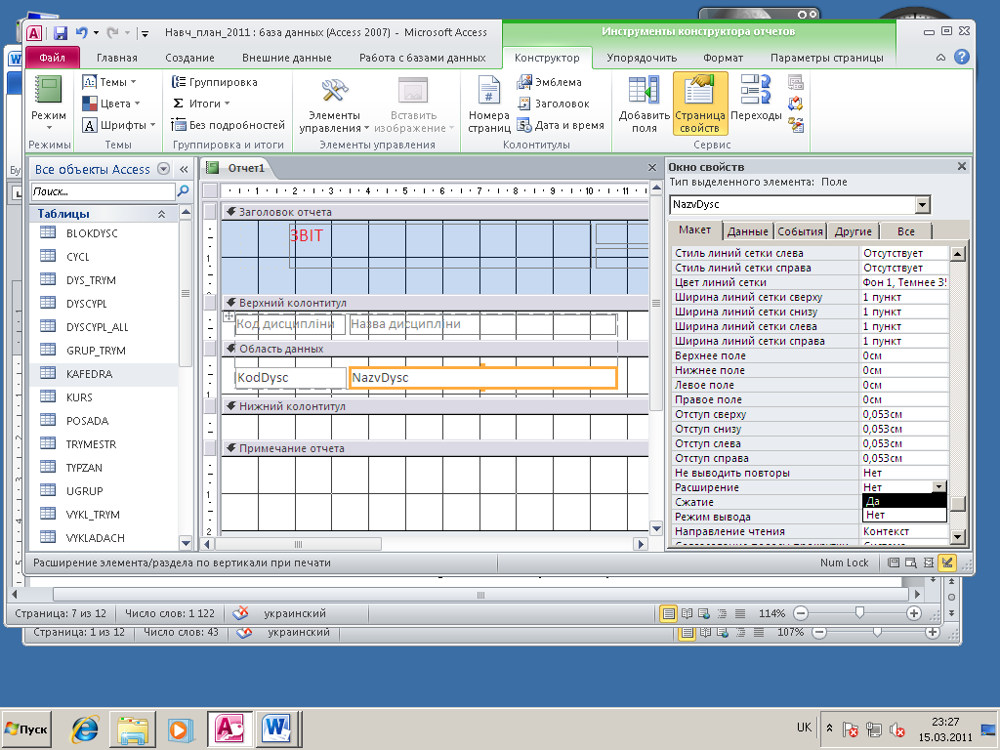 Навч_план_2011 : база данных (Access 2007) - Microsoft Access
Инструменты конструктора отчетов
Файл Главная Создание Внешние данные Работа с базами данных Конструктор Упорядочить Формат Параметры страницы
Режим
Режимы
Темы
Цвета
Шрифты
Темы
Группировка
Σ Итоги
Без подробностей
Группировка и итоги
Элементы управления
Вставить изображение
Элементы управления
Номера страниц
Эмблема
Заголовок
Дата и время
Колонтитулы
Добавить поля
Страница свойств
Переходы
Сервис
Все объекты Access
Поиск...
Таблицы
BLOKDYSC
CYCL
DYS_TRYM
DYSCYPL
DYSCYPL_ALL
GRUP_TRYM
KAFEDRA
KURS
POSADA
TRYMESTR
TYPZAN
UGRUP
VYKL_TRYM
VYKLADACH
Отчет1
1 2 3 4 5 6 7 8 9 10 11
Заголовок отчета
ЗВІТ
Верхний колонтитул
Код дисципліни Назва дисципліни
Область данных
KodDysc NazvDysc
Нижний колонтитул
Примечание отчета
Окно свойств
Тип выделенного элемента: Поле
NazvDysc
Макет Данные События Другие Все
Стиль линий сетки слева Отсутствует
Стиль линий сетки справа Отсутствует
Цвет линий сетки Фон 1, Темнее 35
Ширина линий сетки сверху 1 пункт
Ширина линий сетки снизу 1 пункт
Ширина линий сетки слева 1 пункт
Ширина линий сетки справа 1 пункт
Верхнее поле 0см
Нижнее поле 0см
Левое поле 0см
Правое поле 0см
Отступ сверху 0,053см
Отступ снизу 0,053см
Отступ слева 0,053см
Отступ справа 0,053см
Не выводить повторы Нет
Расширение Нет
Сжатие Да
Режим вывода Нет
Направление чтения Контекст
Расширение элемента/раздела по вертикали при печати
Num Lock
Страница: 7 из 12 Число слов: 1 122 украинский 114%
Страница: 1 из 12 Число слов: 43 украинский 107%
Пуск
UK
23:27
15.03.2011